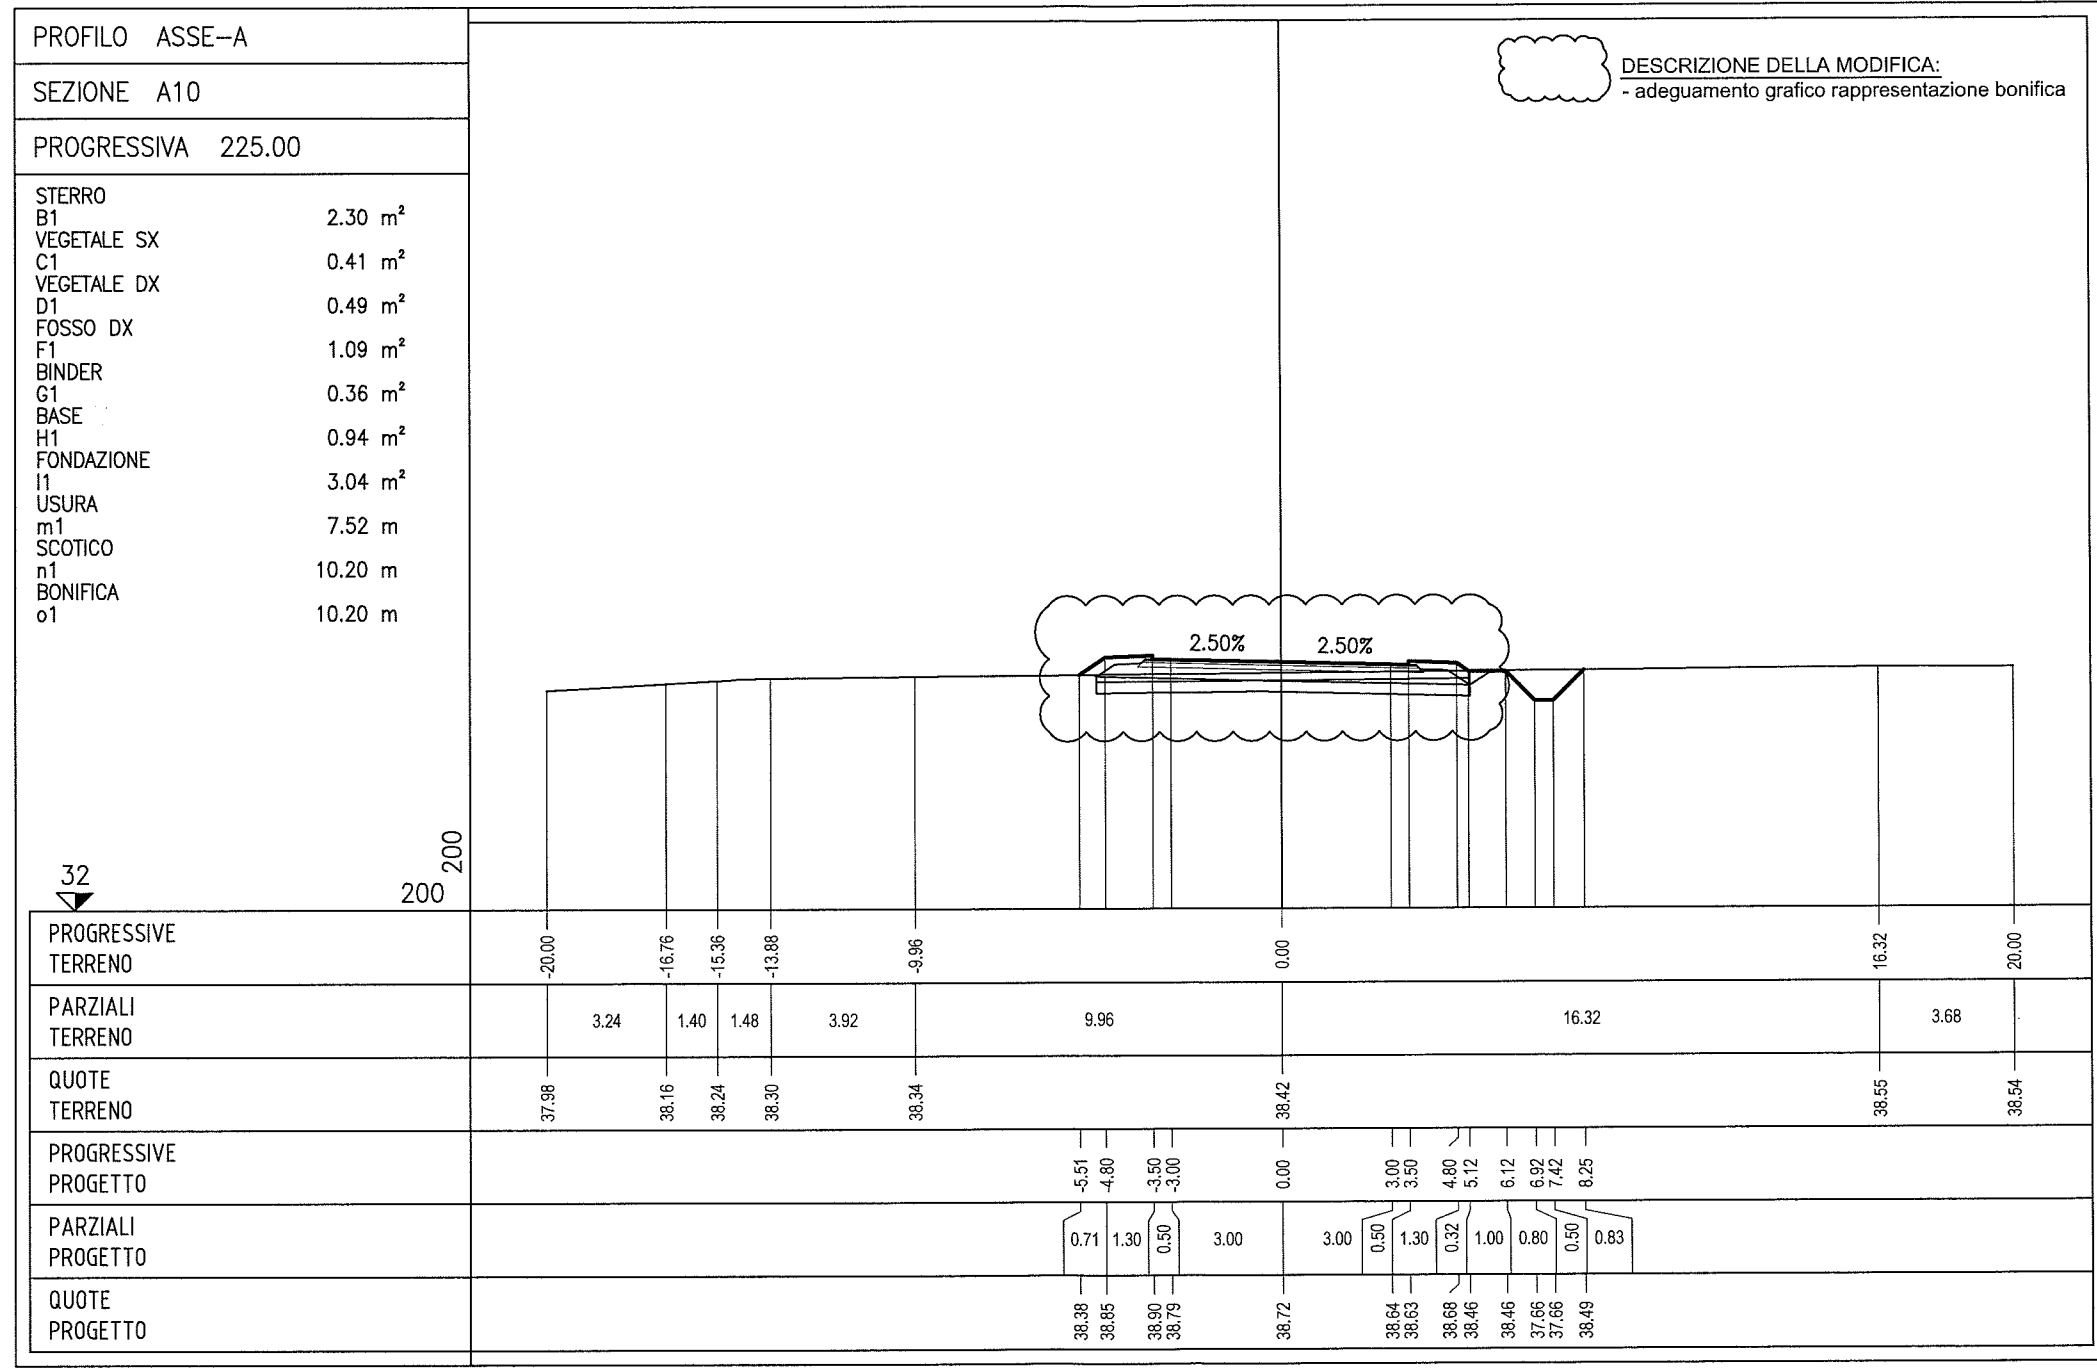 PROFILO ASSE-A
SEZIONE A10
PROGRESSIVA 225.00
STERRO
B1 2.30 m²
VEGETALE SX
C1 0.41 m²
VEGETALE DX
D1 0.49 m²
FOSSO DX
F1 1.09 m²
BINDER
G1 0.36 m²
BASE
H1 0.94 m²
FONDAZIONE
I1 3.04 m²
USURA
m1 7.52 m
SCOTICO
n1 10.20 m
BONIFICA
o1 10.20 m
DESCRIZIONE DELLA MODIFICA:
- adeguamento grafico rappresentazione bonifica
2.50% 2.50%
32
200
200
PROGRESSIVE
TERRENO
-20.00 -16.76 -15.36 -13.88 -9.96 0.00 16.32 20.00
PARZIALI
TERRENO
3.24 1.40 1.48 3.92 9.96 16.32 3.68
QUOTE
TERRENO
37.98 38.16 38.24 38.30 38.34 38.42 38.55 38.54
PROGRESSIVE
PROGETTO
-5.51 -4.80 -3.50 -3.00 0.00 3.00 3.50 4.80 5.12 6.12 6.92 7.42 8.25
PARZIALI
PROGETTO
0.71 1.30 0.50 3.00 3.00 0.50 1.30 0.32 1.00 0.80 0.50 0.83
QUOTE
PROGETTO
38.38 38.85 38.90 38.79 38.72 38.64 38.63 38.68 38.46 38.46 37.66 37.66 38.49